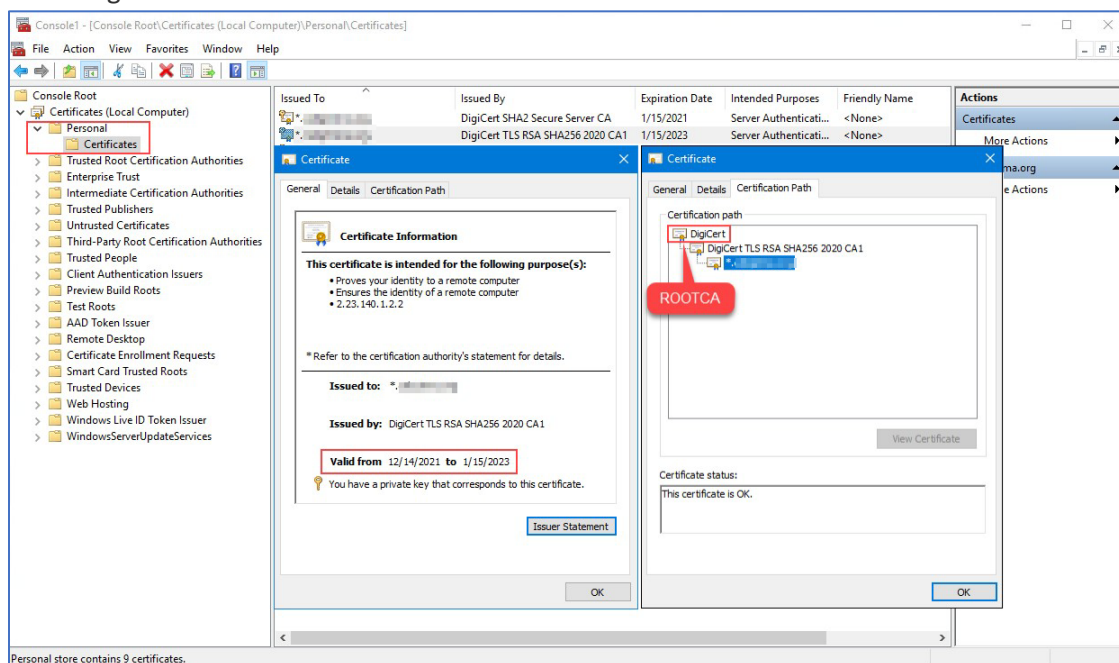 Console1 - [Console Root\Certificates (Local Computer)\Personal\Certificates]
File Action View Favorites Window Help
Console Root
Certificates (Local Computer)
Personal
Certificates
Trusted Root Certification Authorities
Enterprise Trust
Intermediate Certification Authorities
Trusted Publishers
Untrusted Certificates
Third-Party Root Certification Authorities
Trusted People
Client Authentication Issuers
Preview Build Roots
Test Roots
AAD Token Issuer
Remote Desktop
Certificate Enrollment Requests
Smart Card Trusted Roots
Trusted Devices
Web Hosting
Windows Live ID Token Issuer
WindowsServerUpdateServices
Issued To Issued By Expiration Date Intended Purposes Friendly Name
*. DigiCert SHA2 Secure Server CA 1/15/2021 Server Authenticati... <None>
*. DigiCert TLS RSA SHA256 2020 CA1 1/15/2023 Server Authenticati... <None>
Certificate
General Details Certification Path
Certificate Information
This certificate is intended for the following purpose(s):
• Proves your identity to a remote computer
• Ensures the identity of a remote computer
• 2.23.140.1.2.2
* Refer to the certification authority's statement for details.
Issued to: *.
Issued by: DigiCert TLS RSA SHA256 2020 CA1
Valid from 12/14/2021 to 1/15/2023
You have a private key that corresponds to this certificate.
Issuer Statement
OK
Certificate
General Details Certification Path
Certification path
DigiCert
DigiCert TLS RSA SHA256 2020 CA1
*.
ROOTCA
View Certificate
Certificate status:
This certificate is OK.
OK
Actions
Certificates
More Actions
ma.org
e Actions
Personal store contains 9 certificates.